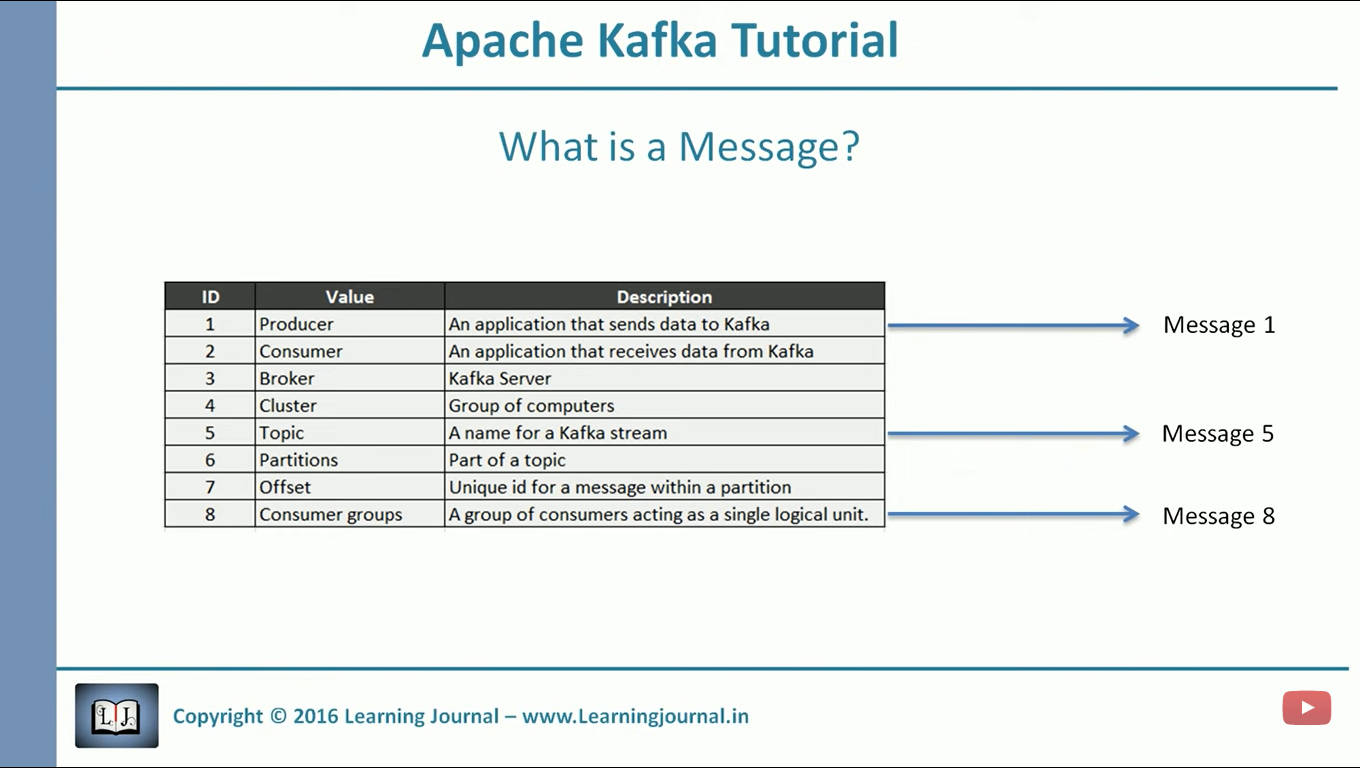 Apache Kafka Tutorial
What is a Message?
ID Value Description
1 Producer An application that sends data to Kafka Message 1
2 Consumer An application that receives data from Kafka
3 Broker Kafka Server
4 Cluster Group of computers
5 Topic A name for a Kafka stream Message 5
6 Partitions Part of a topic
7 Offset Unique id for a message within a partition
8 Consumer groups A group of consumers acting as a single logical unit. Message 8
LJ Copyright © 2016 Learning Journal – www.Learningjournal.in